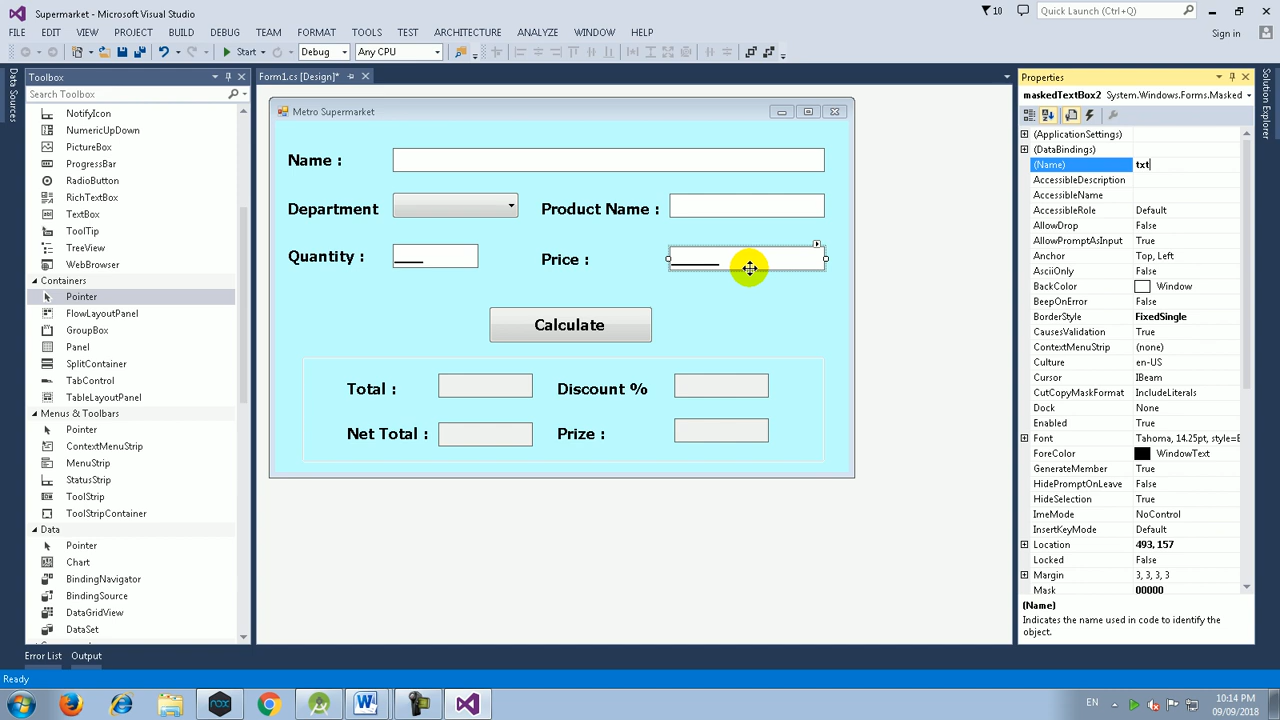 Supermarket - Microsoft Visual Studio
10
Quick Launch (Ctrl+Q)
FILE EDIT VIEW PROJECT BUILD DEBUG TEAM FORMAT TOOLS TEST ARCHITECTURE ANALYZE WINDOW HELP
Sign in
Start Debug Any CPU
Data Sources
Toolbox
Search Toolbox
NotifyIcon
NumericUpDown
PictureBox
ProgressBar
RadioButton
RichTextBox
TextBox
ToolTip
TreeView
WebBrowser
Containers
Pointer
FlowLayoutPanel
GroupBox
Panel
SplitContainer
TabControl
TableLayoutPanel
Menus & Toolbars
Pointer
ContextMenuStrip
MenuStrip
StatusStrip
ToolStrip
ToolStripContainer
Data
Pointer
Chart
BindingNavigator
BindingSource
DataGridView
DataSet
Form1.cs [Design]*
Metro Supermarket
Name :
Department
Product Name :
Quantity :
Price :
Calculate
Total :
Discount %
Net Total :
Prize :
Properties
maskedTextBox2 System.Windows.Forms.Masked
(ApplicationSettings)
(DataBindings)
(Name) txt
AccessibleDescription
AccessibleName
AccessibleRole Default
AllowDrop False
AllowPromptAsInput True
Anchor Top, Left
AsciiOnly False
BackColor Window
BeepOnError False
BorderStyle FixedSingle
CausesValidation True
ContextMenuStrip (none)
Culture en-US
Cursor IBeam
CutCopyMaskFormat IncludeLiterals
Dock None
Enabled True
Font Tahoma, 14.25pt, style=E
ForeColor WindowText
GenerateMember True
HidePromptOnLeave False
HideSelection True
ImeMode NoControl
InsertKeyMode Default
Location 493, 157
Locked False
Margin 3, 3, 3, 3
Mask 00000
(Name)
Indicates the name used in code to identify the
object.
Solution Explorer
Error List Output
Ready
EN
10:14 PM
09/09/2018